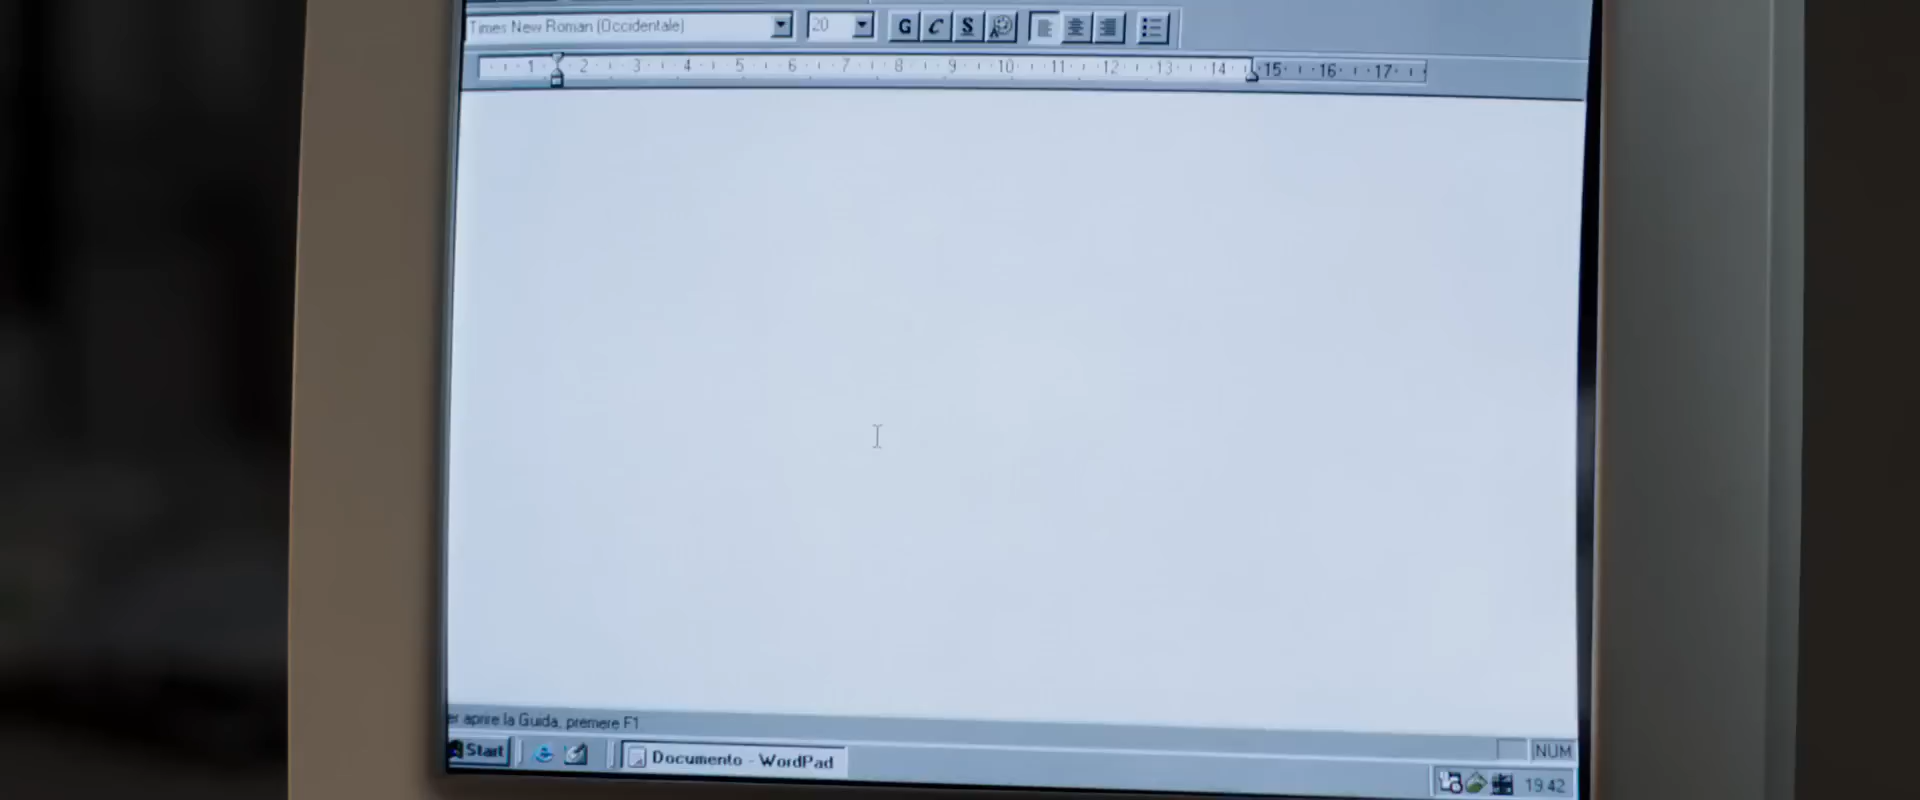 Times New Roman (Occidentale) 20 G C S
1 2 3 4 5 6 7 8 9 10 11 12 13 14 15 16 17
er aprire la Guida, premere F1
NUM
Start Documento - WordPad
19.42